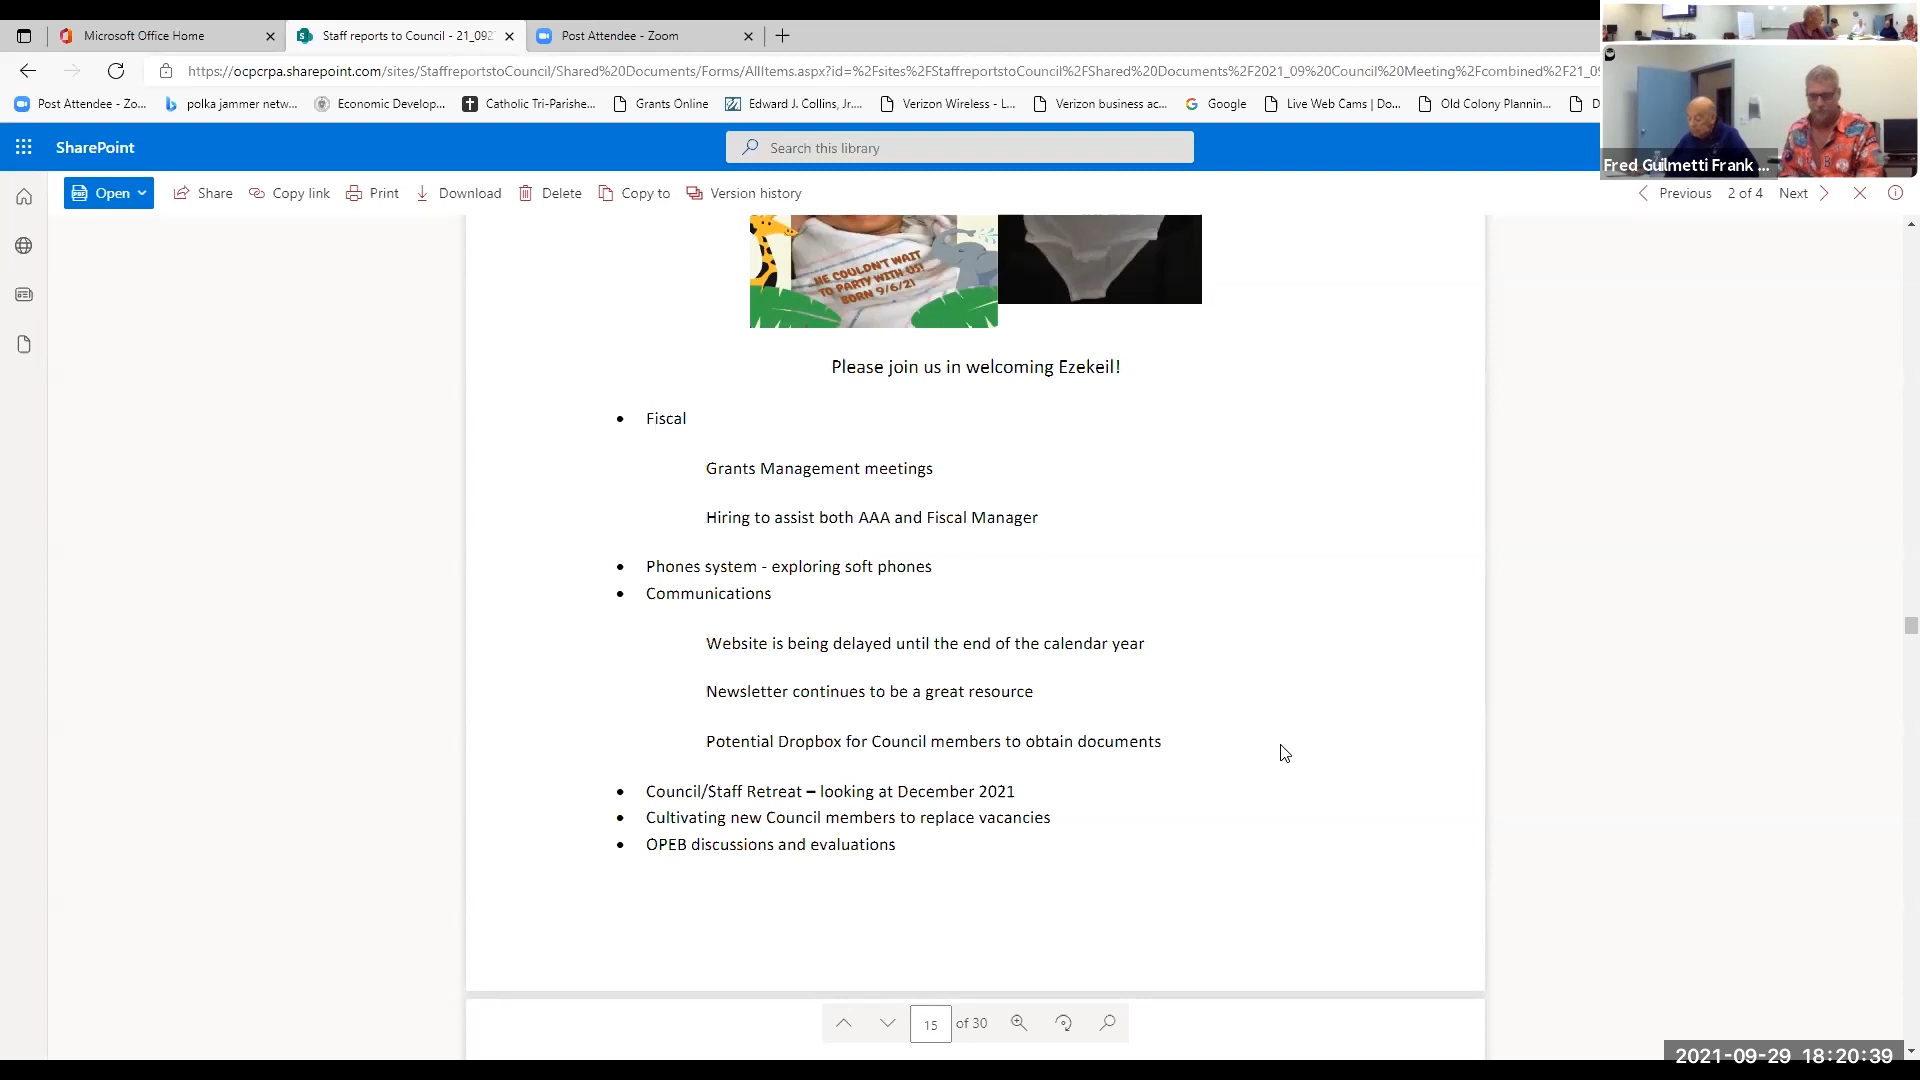 Microsoft Office Home
Staff reports to Council - 21_092
Post Attendee - Zoom
https://ocpcrpa.sharepoint.com/sites/StaffreportstoCouncil/Shared%20Documents/Forms/AllItems.aspx?id=%2Fsites%2FStaffreportstoCouncil%2FShared%20Documents%2F2021_09%20Council%20Meeting%2Fcombined%2F21_09
Post Attendee - Zo...
polka jammer netw...
Economic Develop...
Catholic Tri-Parishe...
Grants Online
Edward J. Collins, Jr....
Verizon Wireless - L...
Verizon business ac...
Google
Live Web Cams | Do...
Old Colony Plannin...
D
SharePoint
Search this library
Fred Guilmetti Frank ...
Open
Share
Copy link
Print
Download
Delete
Copy to
Version history
Previous
2 of 4
Next
HE COULDN'T WAIT
TO PARTY WITH US!
BORN 9/6/21
Please join us in welcoming Ezekeil!
• Fiscal
Grants Management meetings
Hiring to assist both AAA and Fiscal Manager
• Phones system - exploring soft phones
• Communications
Website is being delayed until the end of the calendar year
Newsletter continues to be a great resource
Potential Dropbox for Council members to obtain documents
• Council/Staff Retreat – looking at December 2021
• Cultivating new Council members to replace vacancies
• OPEB discussions and evaluations
15 of 30
2021-09-29 18:20:39